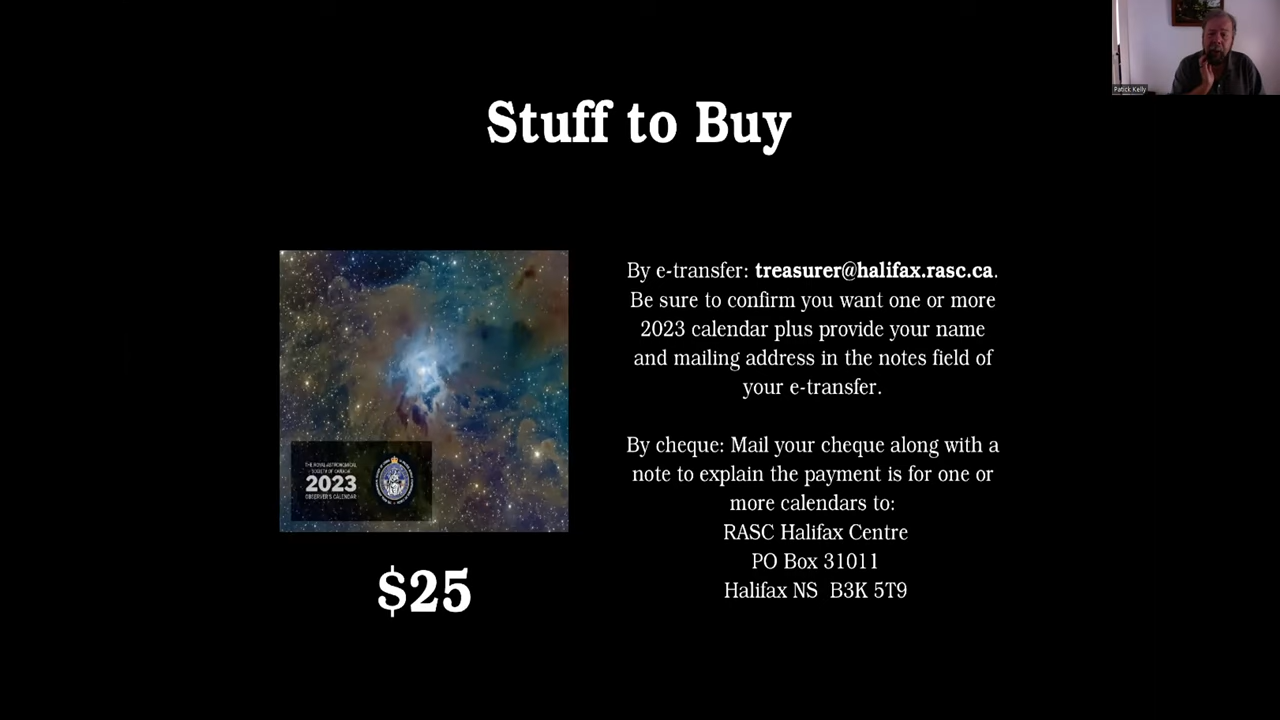 Stuff to Buy
Patick Kelly
By e-transfer: treasurer@halifax.rasc.ca.
Be sure to confirm you want one or more
2023 calendar plus provide your name
and mailing address in the notes field of
your e-transfer.
By cheque: Mail your cheque along with a
note to explain the payment is for one or
more calendars to:
RASC Halifax Centre
PO Box 31011
Halifax NS B3K 5T9
THE ROYAL ASTRONOMICAL
SOCIETY OF CANADA
2023
OBSERVER'S CALENDAR
$25